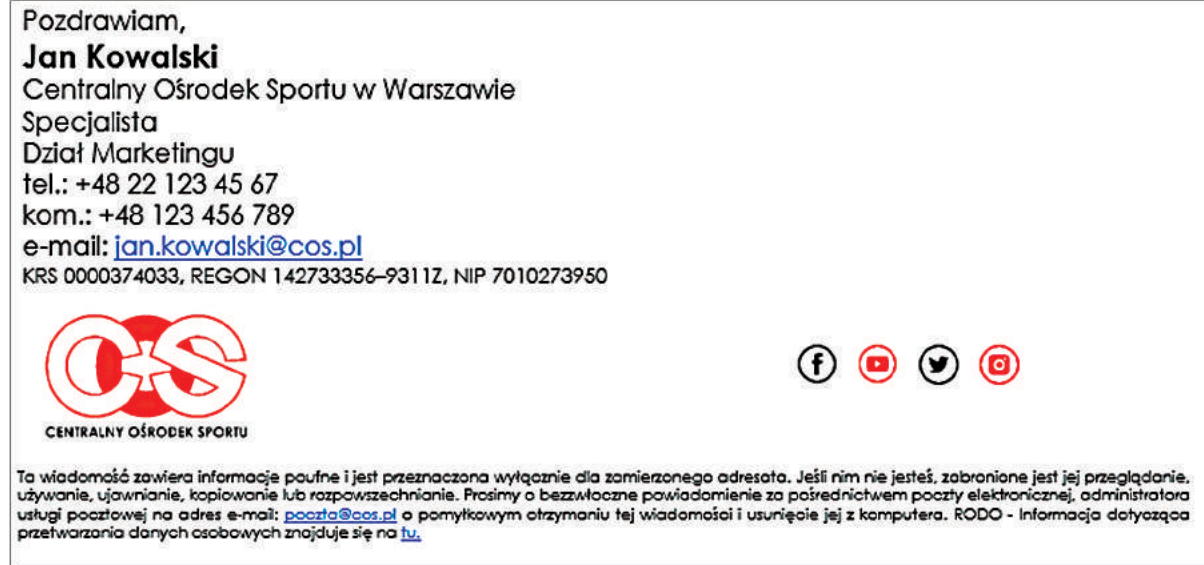 Pozdrawiam,
Jan Kowalski
Centralny Ośrodek Sportu w Warszawie
Specjalista
Dział Marketingu
tel.: +48 22 123 45 67
kom.: +48 123 456 789
e-mail: jan.kowalski@cos.pl
KRS 0000374033, REGON 142733356–9311Z, NIP 7010273950
COS
CENTRALNY OŚRODEK SPORTU
Ta wiadomość zawiera informacje poufne i jest przeznaczona wyłącznie dla zamierzonego adresata. Jeśli nim nie jesteś, zabronione jest jej przeglądanie,
używanie, ujawnianie, kopiowanie lub rozpowszechnianie. Prosimy o bezzwłoczne powiadomienie za pośrednictwem poczty elektronicznej, administratora
usługi pocztowej na adres e-mail: poczta@cos.pl o pomyłkowym otrzymaniu tej wiadomości i usunięcie jej z komputera. RODO - Informacja dotycząca
przetwarzania danych osobowych znajduje się na tu.